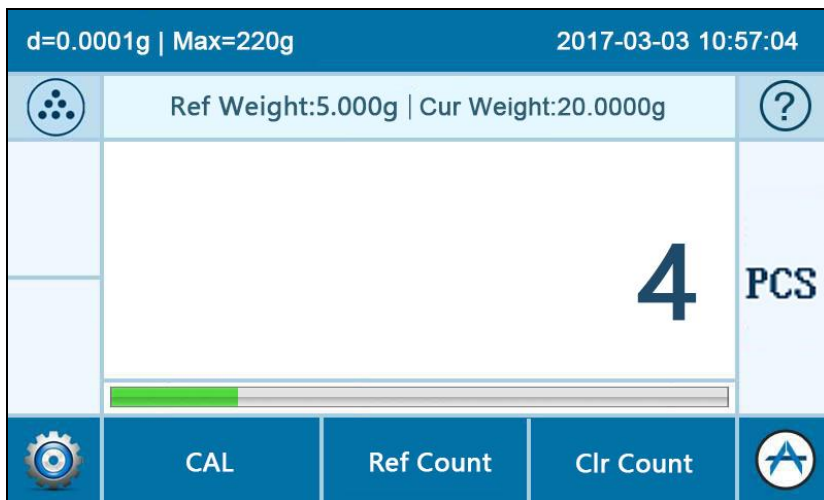 d=0.0001g | Max=220g 2017-03-03 10:57:04
Ref Weight:5.000g | Cur Weight:20.0000g ?
4 PCS
CAL Ref Count Clr Count